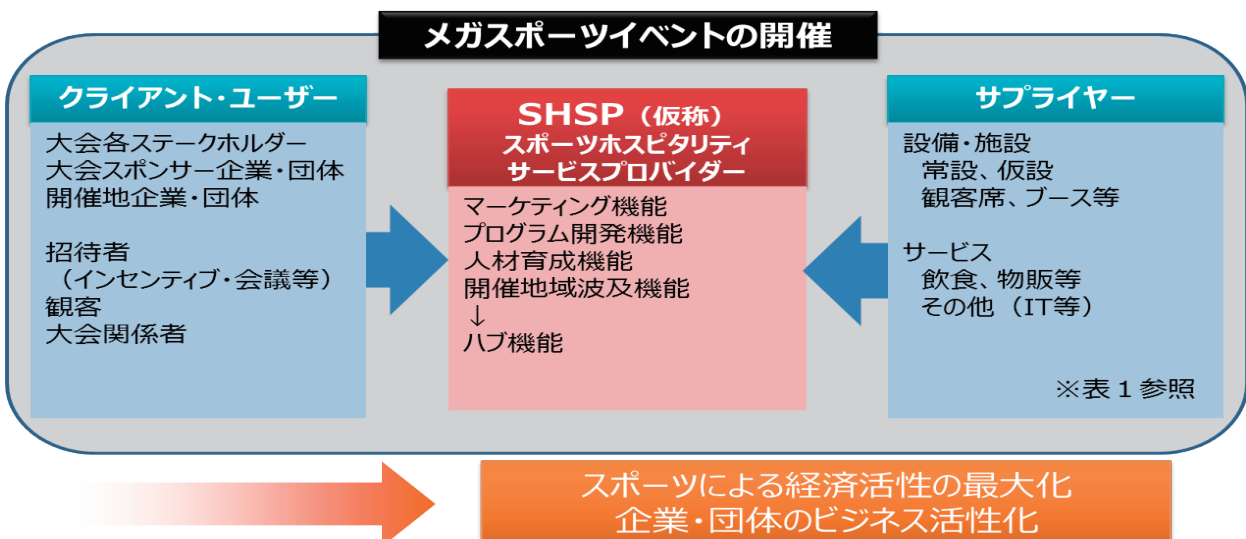 メガスポーツイベントの開催
クライアント・ユーザー
大会各ステークホルダー
大会スポンサー企業・団体
開催地企業・団体
招待者
（インセンティブ・会議等）
観客
大会関係者
SHSP（仮称）
スポーツホスピタリティ
サービスプロバイダー
マーケティング機能
プログラム開発機能
人材育成機能
開催地域波及機能
↓
ハブ機能
サプライヤー
設備・施設
常設、仮設
観客席、ブース等
サービス
飲食、物販等
その他（IT等）
※表１参照
スポーツによる経済活性の最大化
企業・団体のビジネス活性化